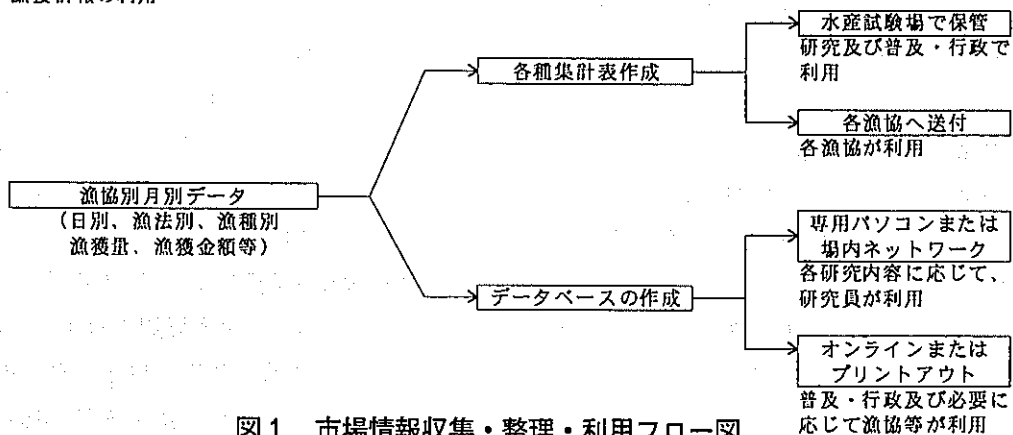 水産試験場で保管
研究及び普及・行政で
利用
各種集計表作成
各漁協へ送付
各漁協が利用
漁協別月別データ
(日別、漁法別、漁種別
漁獲量、漁獲金額等)
専用パソコンまたは
場内ネットワーク
各研究内容に応じて、
研究員が利用
データベースの作成
オンラインまたは
プリントアウト
普及・行政及び必要に
応じて漁協等が利用
図1 市場情報収集・整理・利用フロー図